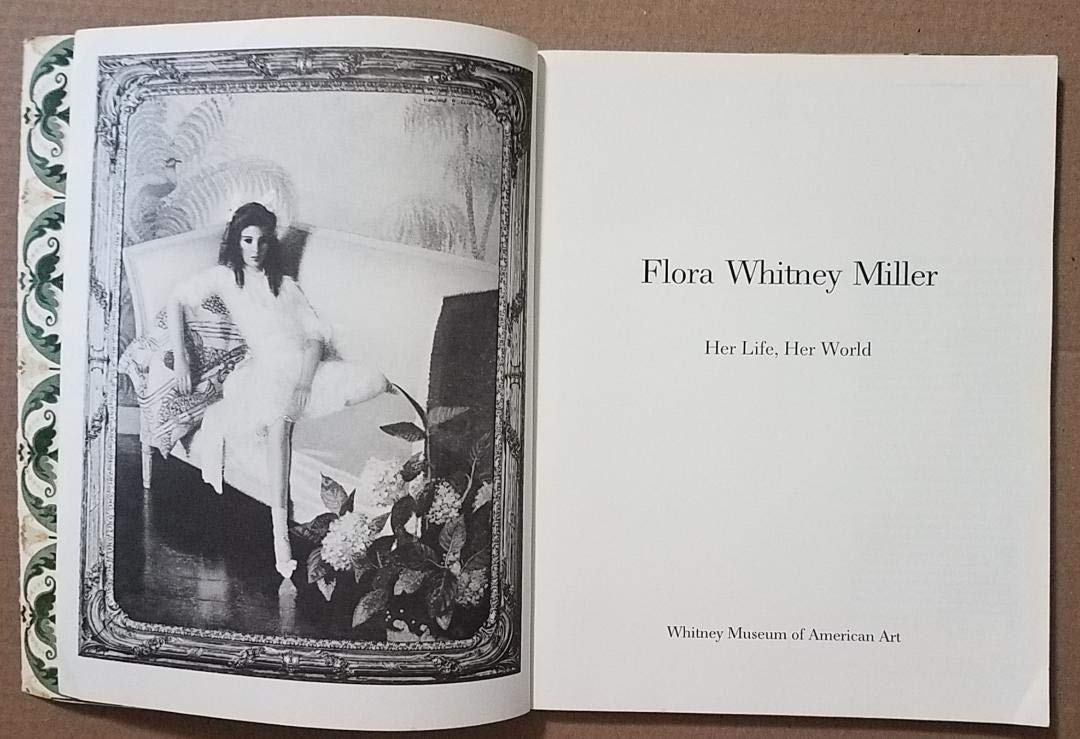 Flora Whitney Miller
Her Life, Her World
Whitney Museum of American Art